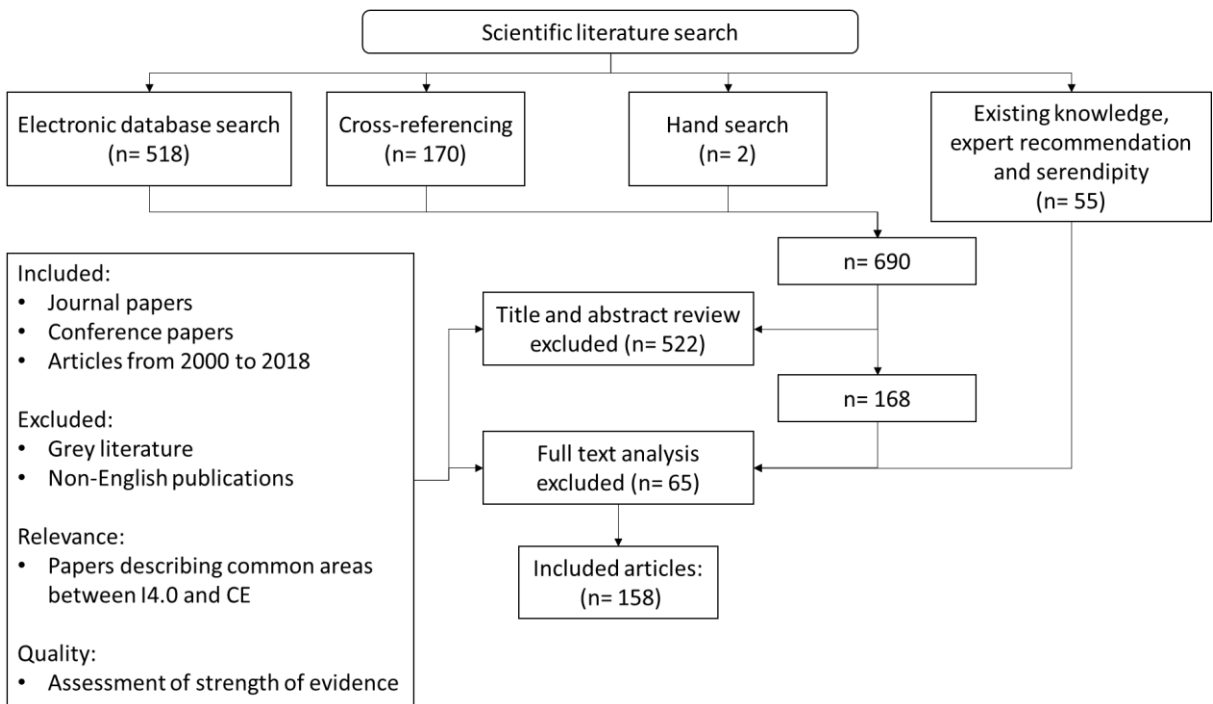 Scientific literature search
Electronic database search
(n= 518)
Cross-referencing
(n= 170)
Hand search
(n= 2)
Existing knowledge,
expert recommendation
and serendipity
(n= 55)
n= 690
Included:
• Journal papers
• Conference papers
• Articles from 2000 to 2018
Excluded:
• Grey literature
• Non-English publications
Relevance:
• Papers describing common areas
between I4.0 and CE
Quality:
• Assessment of strength of evidence
Title and abstract review
excluded (n= 522)
n= 168
Full text analysis
excluded (n= 65)
Included articles:
(n= 158)